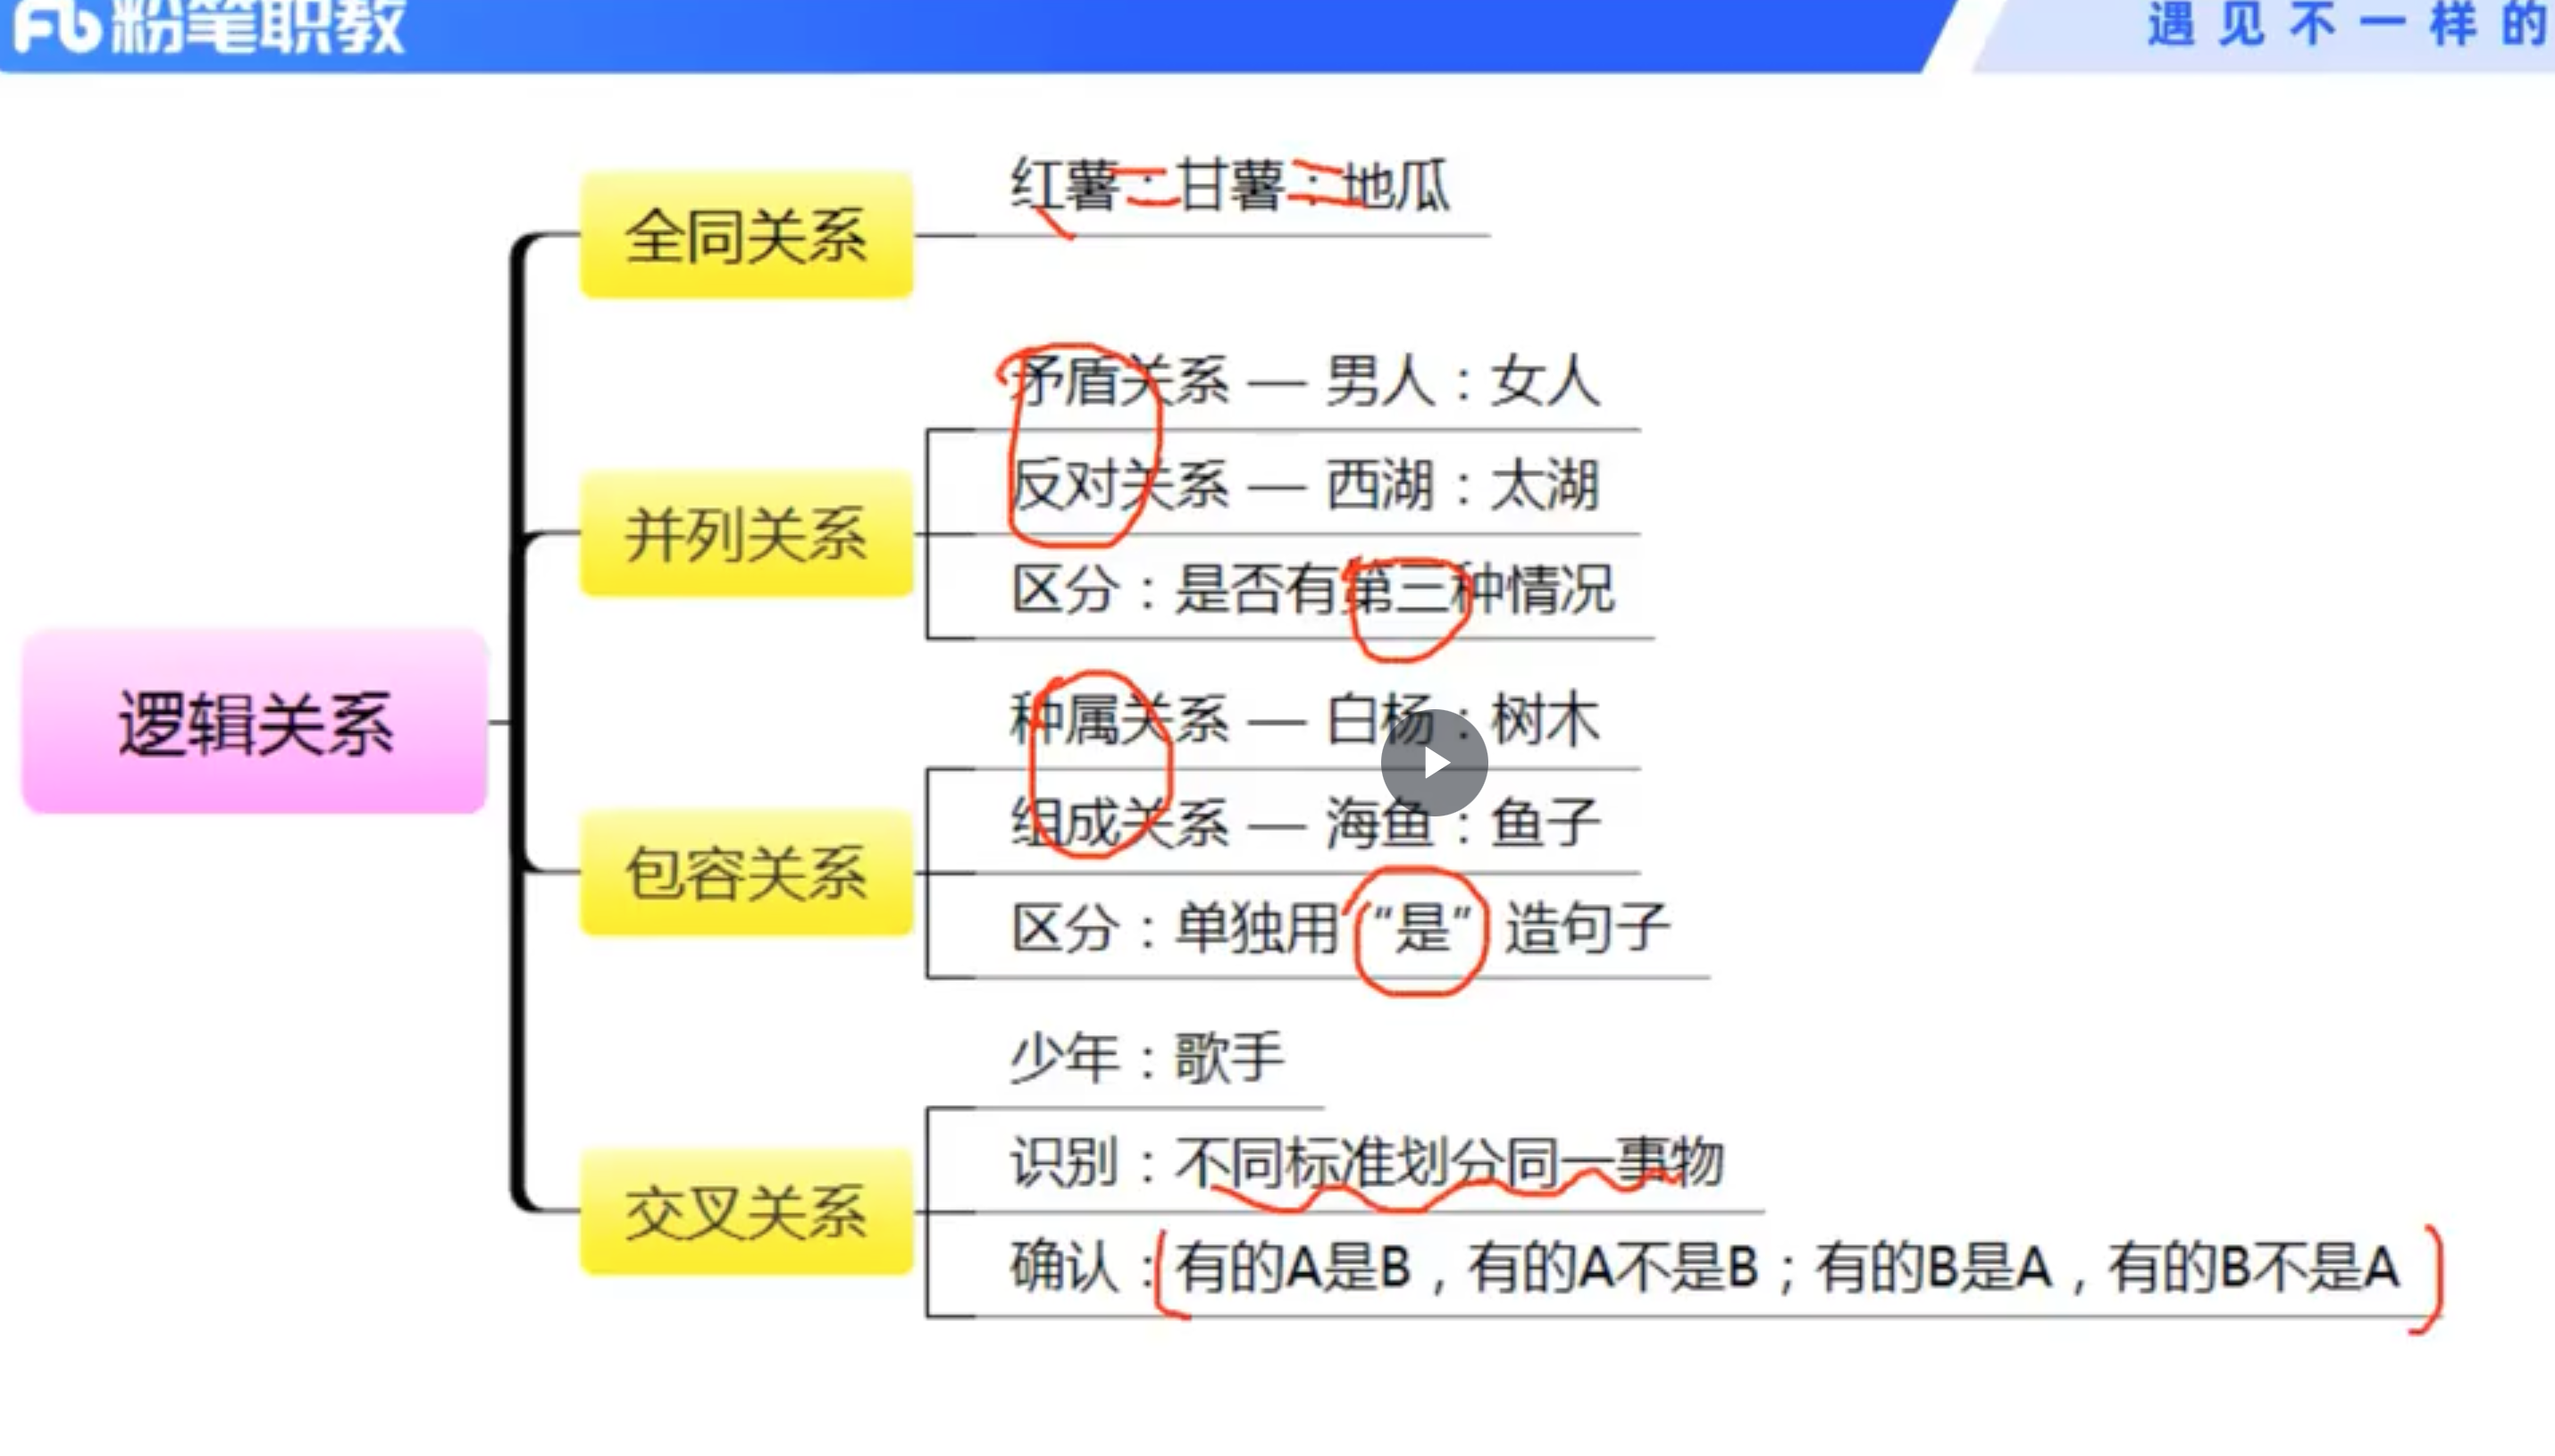 粉笔职教
遇见不一样的
逻辑关系
全同关系
红薯：甘薯：地瓜
并列关系
矛盾关系 — 男人：女人
反对关系 — 西湖：太湖
区分：是否有第三种情况
包容关系
种属关系 — 白杨：树木
组成关系 — 海鱼：鱼子
区分：单独用“是”造句子
交叉关系
少年：歌手
识别：不同标准划分同一事物
确认：有的A是B，有的A不是B；有的B是A，有的B不是A